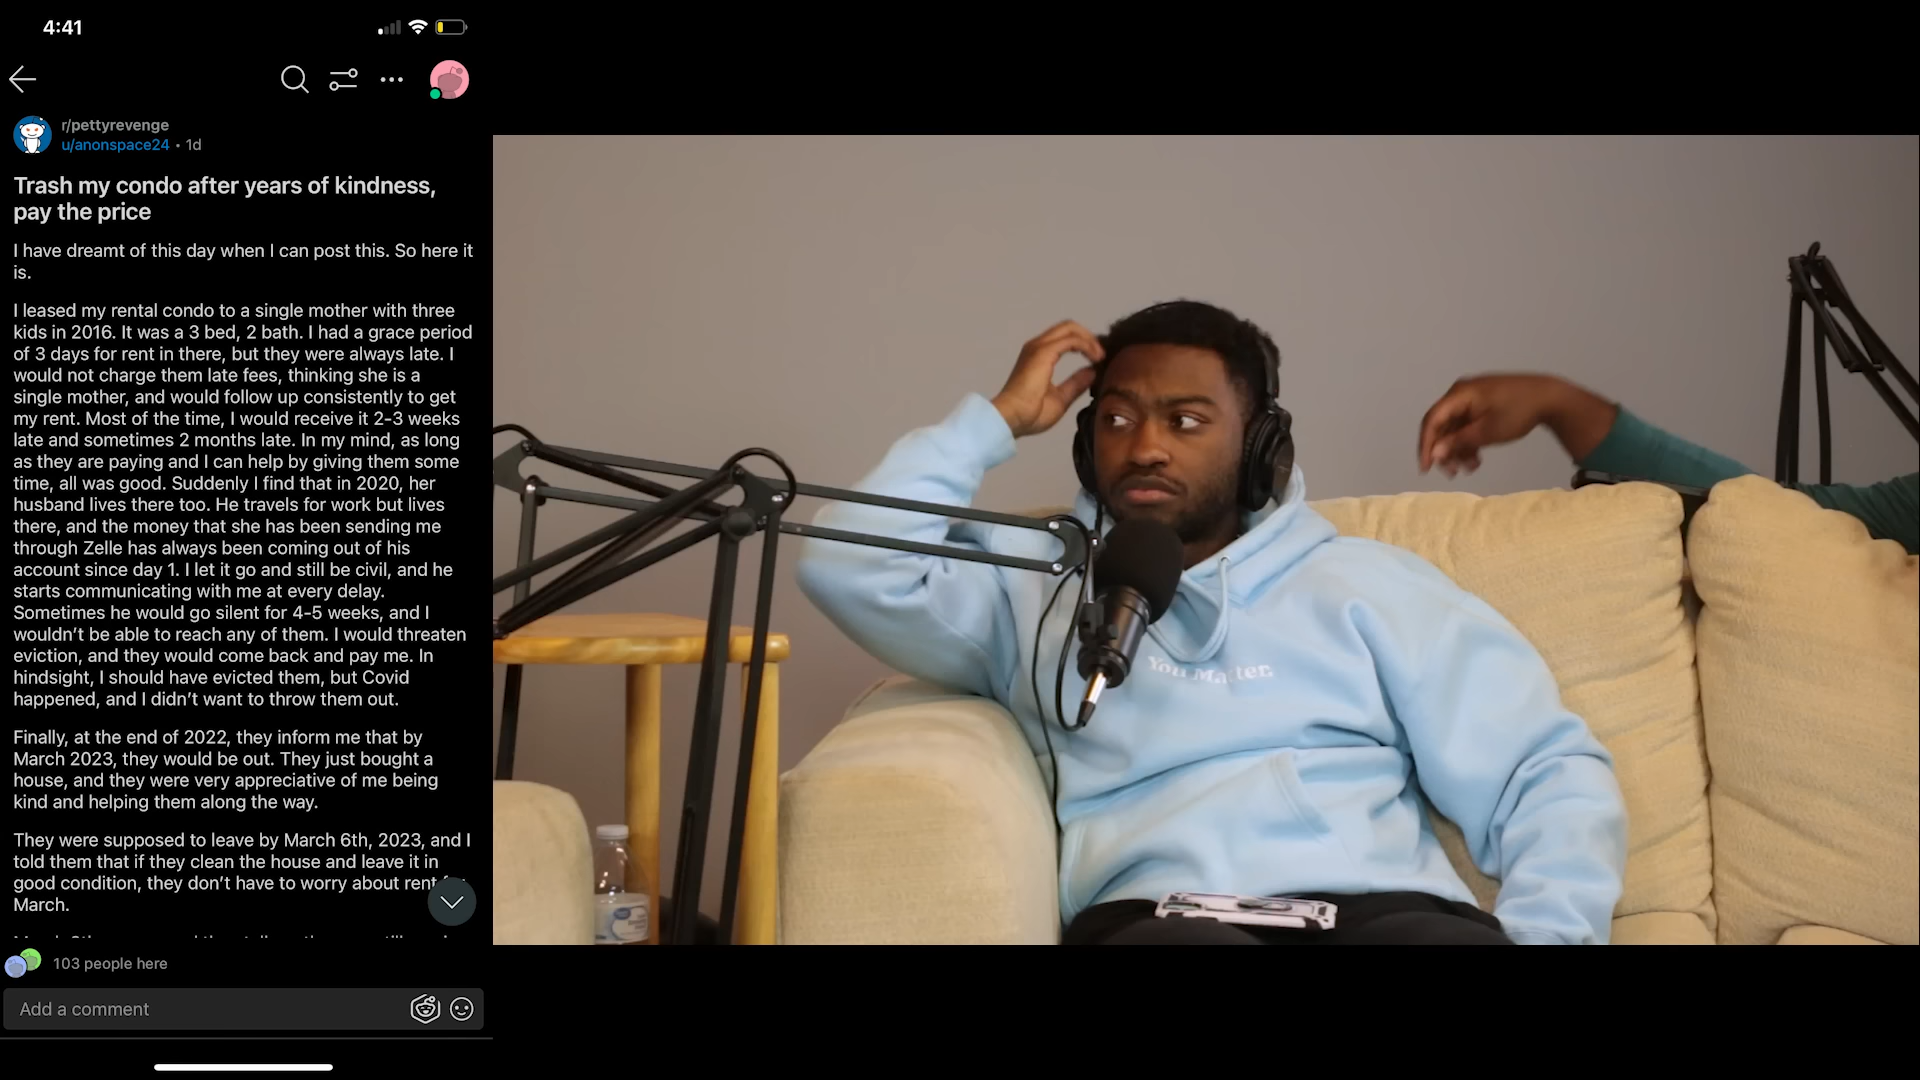 4:41
r/pettyrevenge
u/anonspace24 • 1d
Trash my condo after years of kindness,
pay the price
I have dreamt of this day when I can post this. So here it
is.
I leased my rental condo to a single mother with three
kids in 2016. It was a 3 bed, 2 bath. I had a grace period
of 3 days for rent in there, but they were always late. I
would not charge them late fees, thinking she is a
single mother, and would follow up consistently to get
my rent. Most of the time, I would receive it 2-3 weeks
late and sometimes 2 months late. In my mind, as long
as they are paying and I can help by giving them some
time, all was good. Suddenly I find that in 2020, her
husband lives there too. He travels for work but lives
there, and the money that she has been sending me
through Zelle has always been coming out of his
account since day 1. I let it go and still be civil, and he
starts communicating with me at every delay.
Sometimes he would go silent for 4-5 weeks, and I
wouldn't be able to reach any of them. I would threaten
eviction, and they would come back and pay me. In
hindsight, I should have evicted them, but Covid
happened, and I didn't want to throw them out.
Finally, at the end of 2022, they inform me that by
March 2023, they would be out. They just bought a
house, and they were very appreciative of me being
kind and helping them along the way.
They were supposed to leave by March 6th, 2023, and I
told them that if they clean the house and leave it in
good condition, they don't have to worry about rent
March.
103 people here
Add a comment
You Matter.